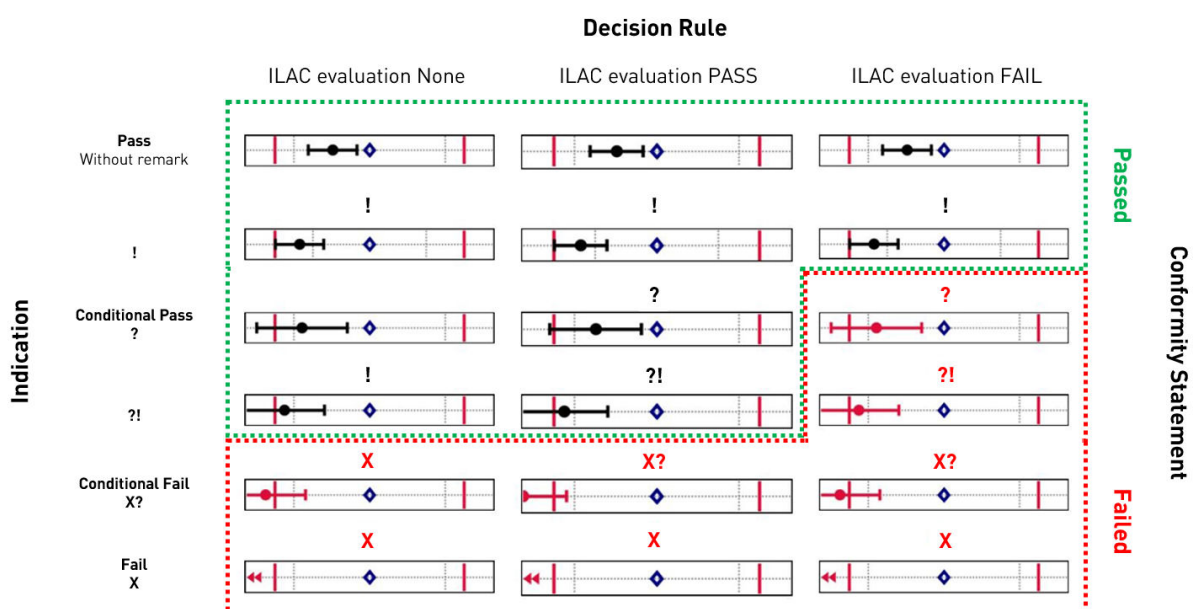 Decision Rule
ILAC evaluation None
ILAC evaluation PASS
ILAC evaluation FAIL
Pass
Without remark
! ! !
!
?
?
Conditional Pass
?
! ?! ?!
?!
X X? X?
Conditional Fail
X?
X X X
Fail
X
Indication
Passed
Failed
Conformity Statement